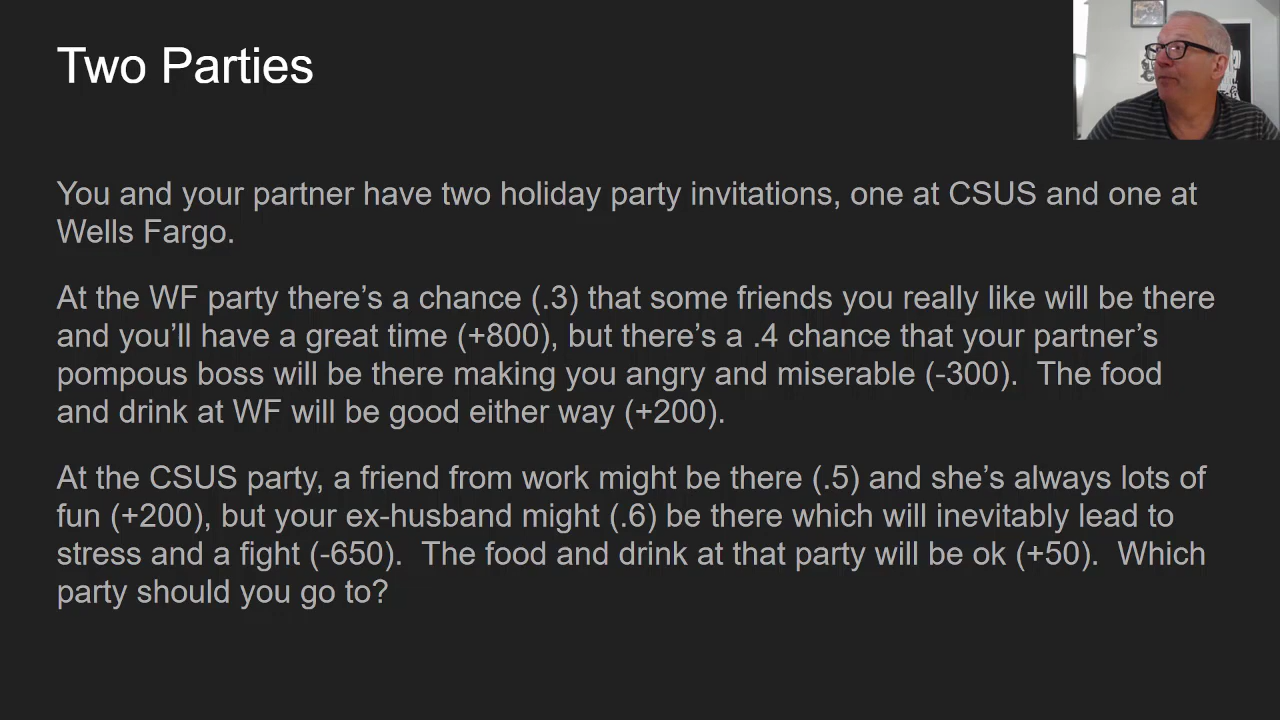 Two Parties
You and your partner have two holiday party invitations, one at CSUS and one at
Wells Fargo.
At the WF party there’s a chance (.3) that some friends you really like will be there
and you’ll have a great time (+800), but there’s a .4 chance that your partner’s
pompous boss will be there making you angry and miserable (-300).  The food
and drink at WF will be good either way (+200).
At the CSUS party, a friend from work might be there (.5) and she’s always lots of
fun (+200), but your ex-husband might (.6) be there which will inevitably lead to
stress and a fight (-650).  The food and drink at that party will be ok (+50).  Which
party should you go to?